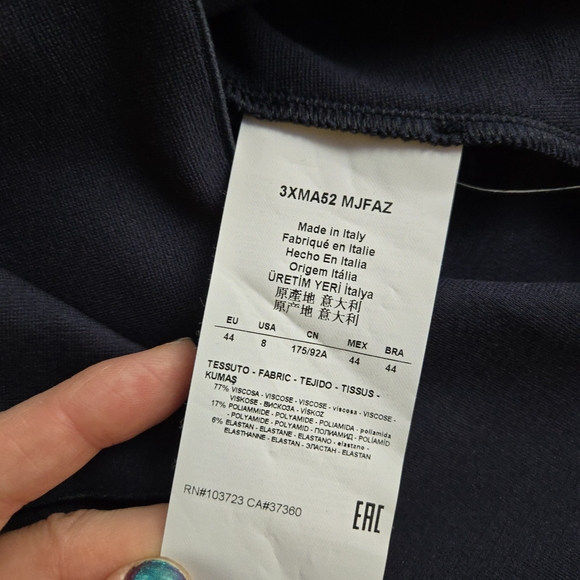 3XMA52 MJFAZ
Made in Italy
Fabriqué en Italie
Hecho En Italia
Origem Itália
ÜRETİM YERİ İtalya
原產地 意大利
原产地 意大利
EU USA CN MEX BRA
44 8 175/92A 44 44
TESSUTO - FABRIC - TEJIDO - TISSUS -
KUMAŞ
77% VISCOSA - VISCOSE - VISCOSE - viscosa - VISCOSE -
VISKOSE - ВИСКОЗА - VİSKOZ
17% POLIAMMIDE - POLYAMIDE - POLIAMIDA - poliamida
- POLYAMIDE - POLYAMID - ПОЛИАМИД - POLİAMİD
6% ELASTAN - ELASTANE - ELASTANO - elastano -
ELASTHANNE - ELASTAN - ЭЛАСТАН - ELASTAN
RN#103723 CA#37360
EAC